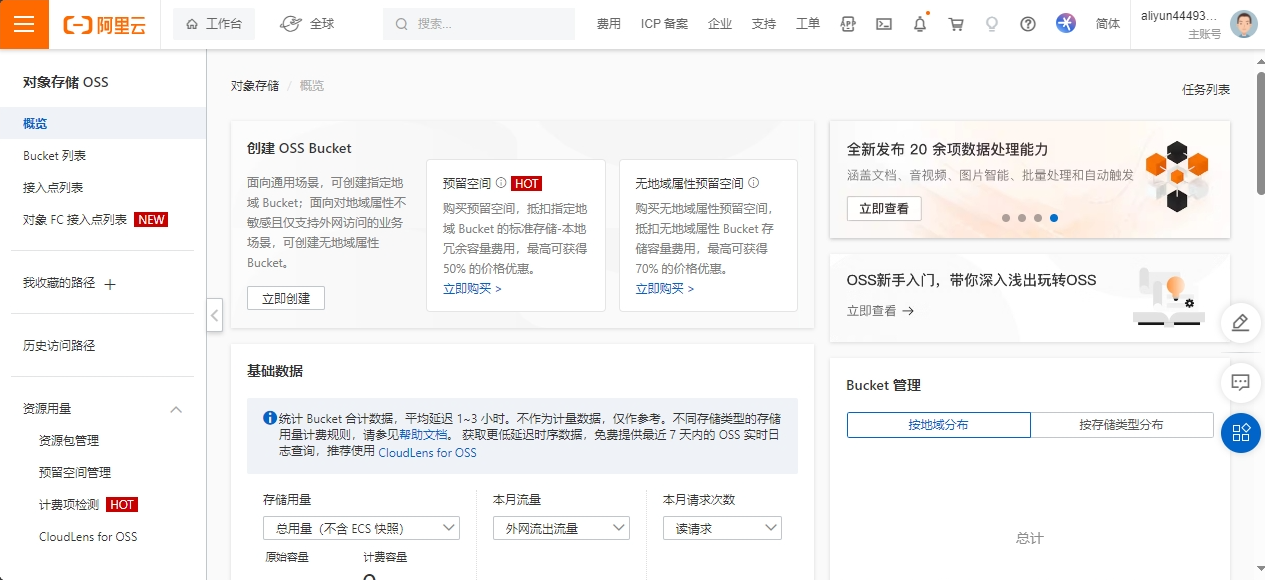 阿里云
工作台
全球
搜索...
费用
ICP 备案
企业
支持
工单
简体
aliyun44493...
主账号
对象存储 OSS
概览
Bucket 列表
接入点列表
对象 FC 接入点列表 NEW
我收藏的路径
历史访问路径
资源用量
资源包管理
预留空间管理
计费项检测 HOT
CloudLens for OSS
对象存储 / 概览
任务列表
创建 OSS Bucket
面向通用场景，可创建指定地
域 Bucket；面向对地域属性不
敏感且仅支持外网访问的业务
场景，可创建无地域属性
Bucket。
立即创建
预留空间 HOT
购买预留空间，抵扣指定地
域 Bucket 的标准存储-本地
冗余容量费用，最高可获得
50% 的价格优惠。
立即购买 >
无地域属性预留空间
购买无地域属性预留空间，
抵扣无地域属性 Bucket 存
储容量费用，最高可获得
70% 的价格优惠。
立即购买 >
全新发布 20 余项数据处理能力
涵盖文档、音视频、图片智能、批量处理和自动触发
立即查看
OSS新手入门，带你深入浅出玩转OSS
立即查看 →
基础数据
统计 Bucket 合计数据，平均延迟 1~3 小时。不作为计量数据，仅作参考。不同存储类型的存储
用量计费规则，请参见帮助文档。 获取更低延迟时序数据，免费提供最近 7 天内的 OSS 实时日
志查询，推荐使用 CloudLens for OSS
存储用量
总用量（不含 ECS 快照）
原始容量
计费容量
本月流量
外网流出流量
本月请求次数
读请求
Bucket 管理
按地域分布
按存储类型分布
总计